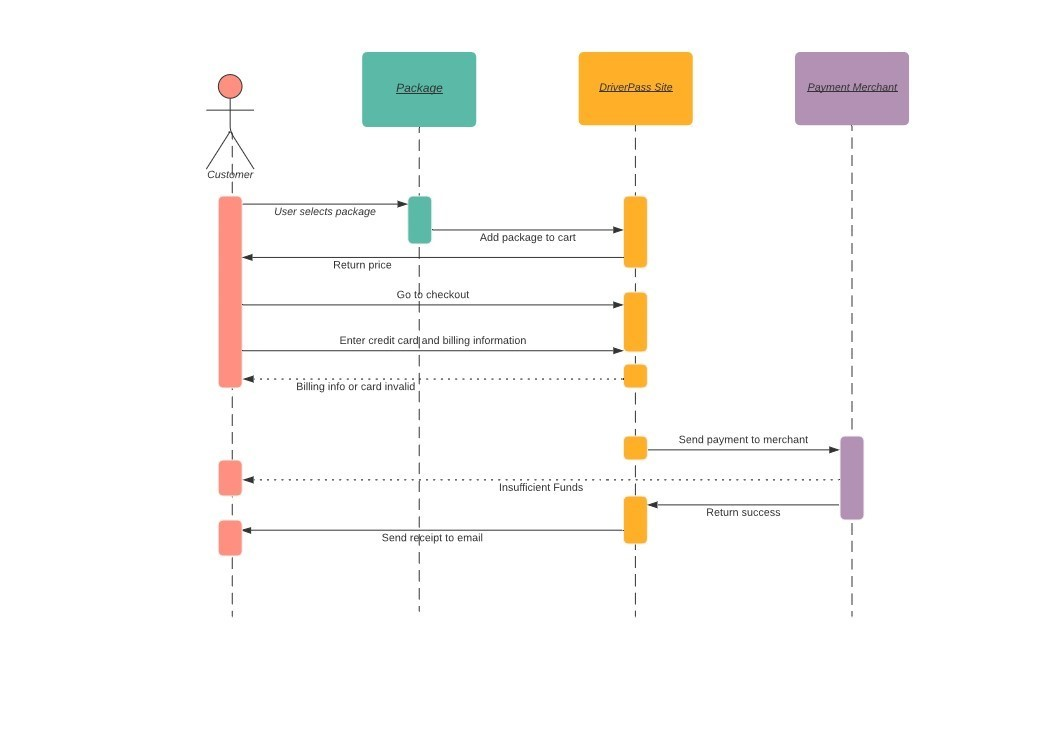 Package
DriverPass Site
Payment Merchant
Customer
User selects package
Add package to cart
Return price
Go to checkout
Enter credit card and billing information
Billing info or card invalid
Send payment to merchant
Insufficient Funds
Return success
Send receipt to email